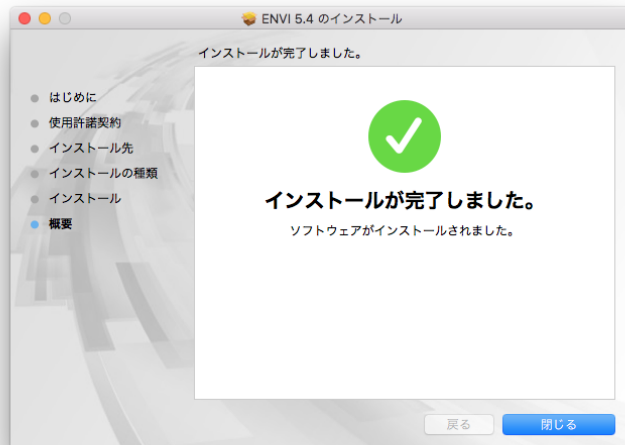 ENVI 5.4 のインストール
インストールが完了しました。
はじめに
使用許諾契約
インストール先
インストールの種類
インストール
概要
インストールが完了しました。
ソフトウェアがインストールされました。
戻る
閉じる